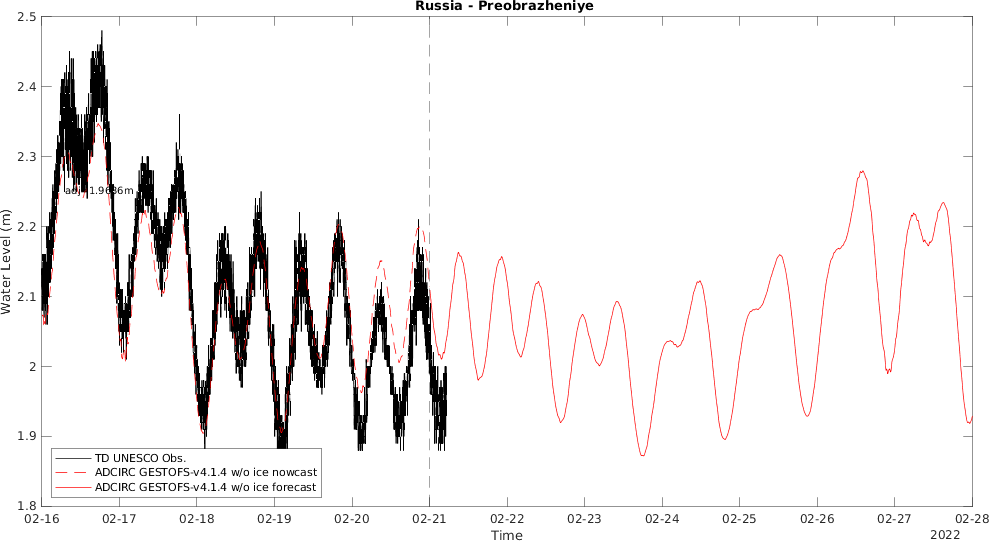 Russia - Preobrazheniye
2.5
2.4
2.3
2.2
2.1
2
1.9
1.8
Water Level (m)
TD UNESCO Obs.
ADCIRC GESTOFS-v4.1.4 w/o ice nowcast
ADCIRC GESTOFS-v4.1.4 w/o ice forecast
02-16 02-17 02-18 02-19 02-20 02-21 02-22 02-23 02-24 02-25 02-26 02-27 02-28
Time
2022